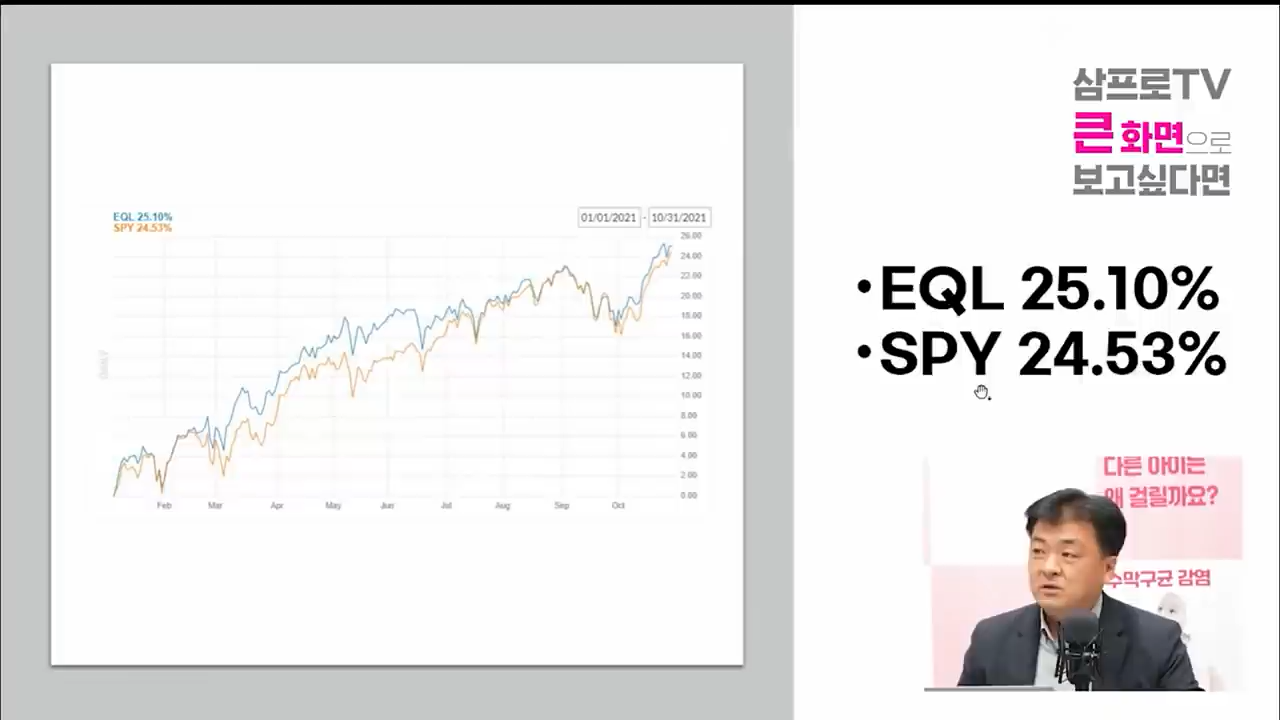 EQL 25.10%
SPY 24.53%
01/01/2021 - 10/31/2021
26.00
24.00
22.00
20.00
18.00
16.00
14.00
12.00
10.00
8.00
6.00
4.00
2.00
0.00
Feb Mar Apr May Jun Jul Aug Sep Oct
삼프로TV
큰 화면으로
보고싶다면
•EQL 25.10%
•SPY 24.53%
다른 아이는
왜 걸릴까요?
수막구균 감염